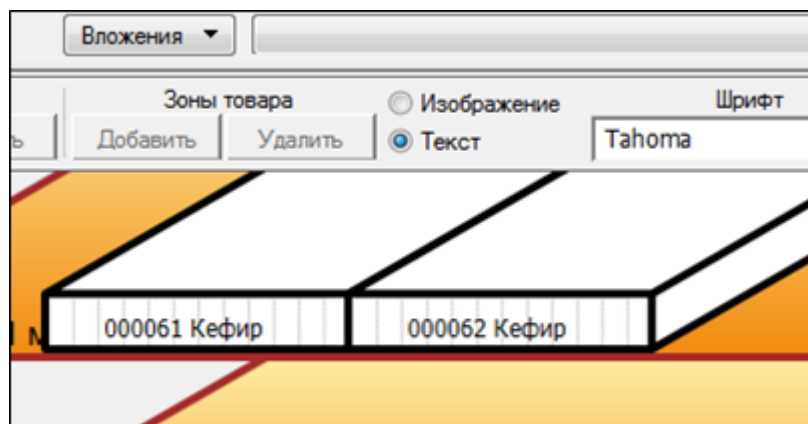 Вложения
Зоны товара
Изображение
Шрифт
Добавить
Удалить
Текст
Tahoma
000061 Кефир
000062 Кефир